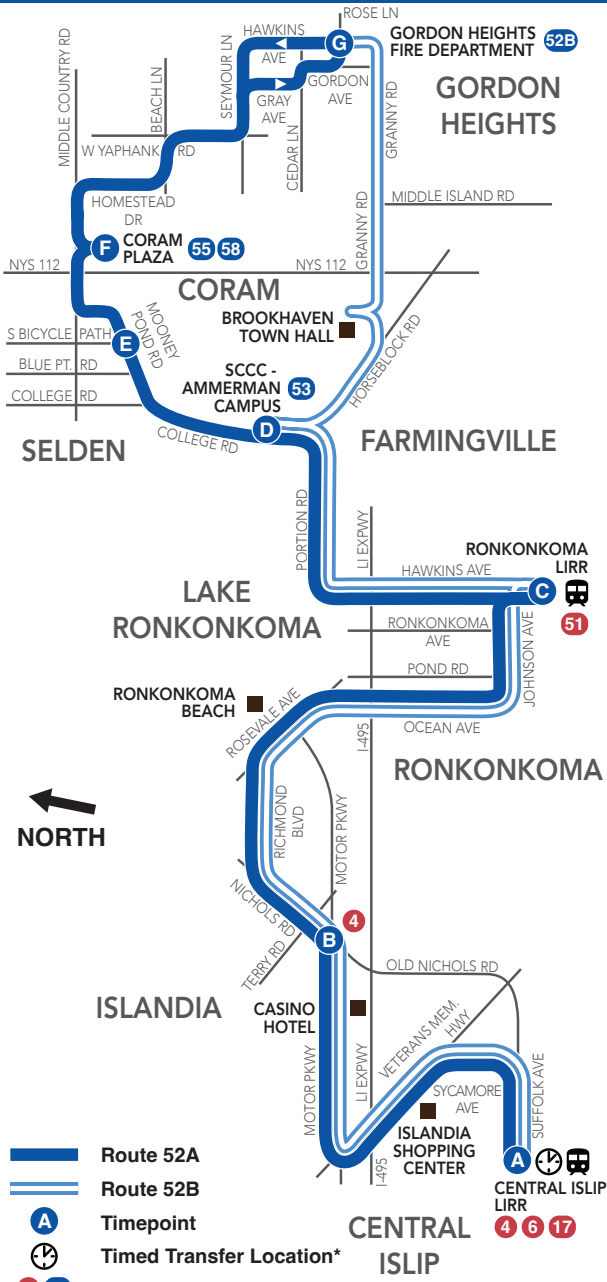 ROSE LN
HAWKINS
AVE
G
GORDON HEIGHTS
FIRE DEPARTMENT
52B
MIDDLE COUNTRY RD
BEACH LN
SEYMOUR LN
GORDON
AVE
GRAY
AVE
GORDON
HEIGHTS
GRANNY RD
W YAPHANK RD
CEDAR LN
HOMESTEAD
DR
MIDDLE ISLAND RD
GRANNY RD
F
CORAM
PLAZA
55
58
NYS 112
NYS 112
CORAM
BROOKHAVEN
TOWN HALL
MOONEY
POND RD
S BICYCLE PATH
E
HORSEBLOCK RD
BLUE PT. RD
SCCC -
AMMERMAN
CAMPUS
53
COLLEGE RD
D
COLLEGE RD
SELDEN
FARMINGVILLE
PORTION RD
LI EXPWY
RONKONKOMA
LIRR
HAWKINS AVE
C
51
LAKE
RONKONKOMA
RONKONKOMA
AVE
JOHNSON AVE
POND RD
RONKONKOMA
BEACH
ROSEVALE AVE
OCEAN AVE
I-495
RONKONKOMA
NORTH
RICHMOND
BLVD
MOTOR PKWY
NICHOLS RD
4
B
TERRY RD
OLD NICHOLS RD
ISLANDIA
CASINO
HOTEL
VETERANS MEM.
HWY
MOTOR PKWY
LI EXPWY
SYCAMORE
AVE
SUFFOLK AVE
ISLANDIA
SHOPPING
CENTER
I-495
A
CENTRAL ISLIP
LIRR
4
6
17
CENTRAL
ISLIP
Route 52A
Route 52B
A
Timepoint
Timed Transfer Location*